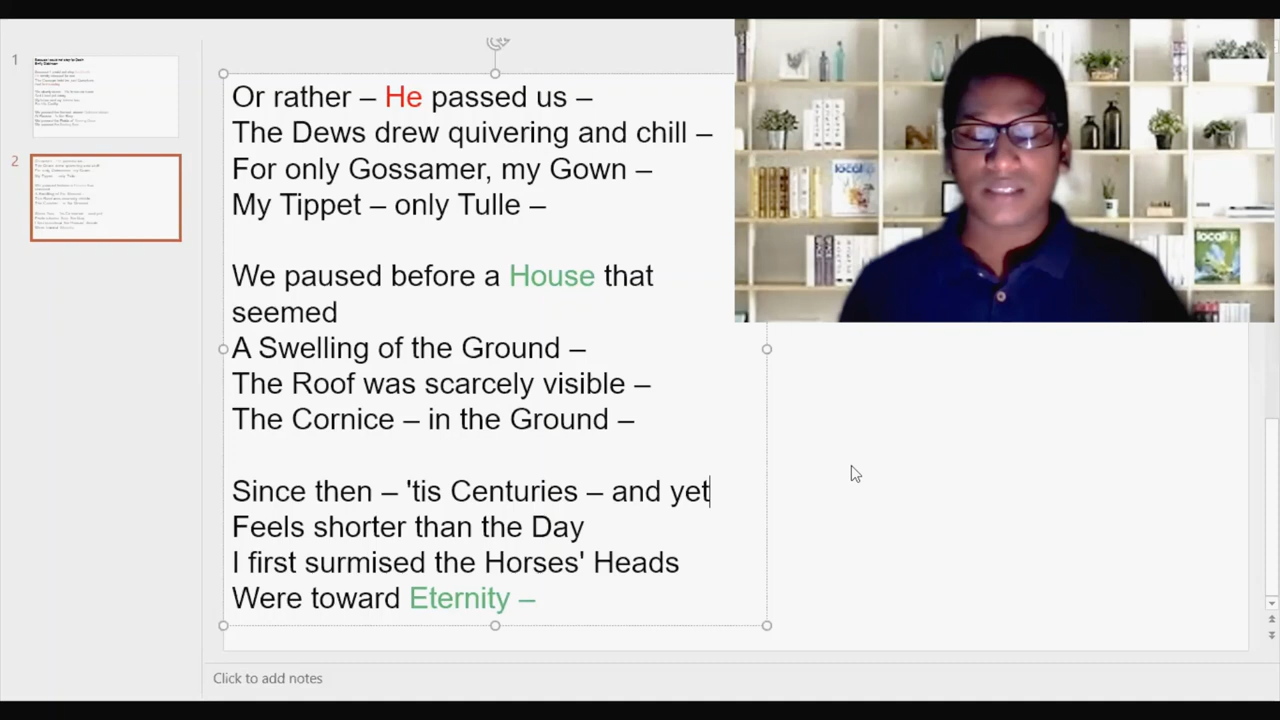 1
2
Or rather – He passed us –
The Dews drew quivering and chill –
For only Gossamer, my Gown –
My Tippet – only Tulle –
We paused before a House that
seemed
A Swelling of the Ground –
The Roof was scarcely visible –
The Cornice – in the Ground –
Since then – 'tis Centuries – and yet
Feels shorter than the Day
I first surmised the Horses' Heads
Were toward Eternity –
Click to add notes
local